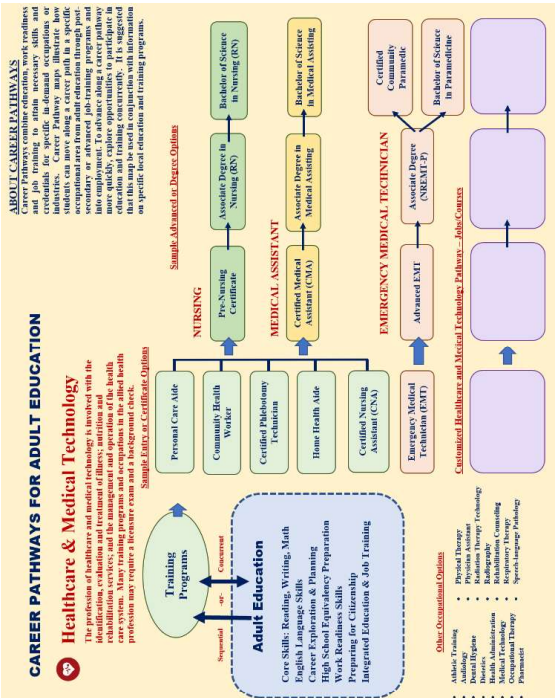 CAREER PATHWAYS FOR ADULT EDUCATION
Healthcare & Medical Technology
The profession of healthcare and medical technology is involved with the
identification, evaluation and treatment of illness; nutrition and
rehabilitation services; and the management and operation of the health
care system. Many training programs and occupations in the allied health
profession may require a licensure exam and a background check.
ABOUT CAREER PATHWAYS
Career Pathways combine education, work readiness
and job training to attain necessary skills and
credentials for specific in-demand occupations or
industries. Career Pathway maps illustrate how
students can move along a career path in a specific
occupational area from adult education through post-
secondary or advanced job-training programs and
into employment. To advance along a career pathway
more quickly, explore opportunities to participate in
education and training concurrently. It is suggested
that this map be used in conjunction with information
on specific local education and training programs.
Sample Entry or Certificate Options
Sample Advanced or Degree Options
Training
Programs
Sequential
-or-
Concurrent
Adult Education
Core Skills: Reading, Writing, Math
English Language Skills
Career Exploration & Planning
High School Equivalency Preparation
Work Readiness Skills
Preparing for Citizenship
Integrated Education & Job Training
Personal Care Aide
Community Health
Worker
Certified Phlebotomy
Technician
Home Health Aide
Certified Nursing
Assistant (CNA)
Emergency Medical
Technician (EMT)
NURSING
Pre-Nursing
Certificate
Associate Degree in
Nursing (RN)
Bachelor of Science
in Nursing (RN)
MEDICAL ASSISTANT
Certified Medical
Assistant (CMA)
Associate Degree in
Medical Assisting
Bachelor of Science
in Medical Assisting
EMERGENCY MEDICAL TECHNICIAN
Advanced EMT
Associate Degree
(NREMT-P)
Certified
Community
Paramedic
Bachelor of Science
in Paramedicine
Customized Healthcare and Medical Technology Pathway – Jobs/Courses
Other Occupational Options
Athletic Training
Audiology
Dental Hygiene
Dietetics
Health Administration
Medical Technology
Occupational Therapy
Pharmacist
• Physical Therapy
• Physician Assistant
• Radiation Therapy Technology
• Radiography
• Rehabilitation Counseling
• Respiratory Therapy
• Speech-language Pathology